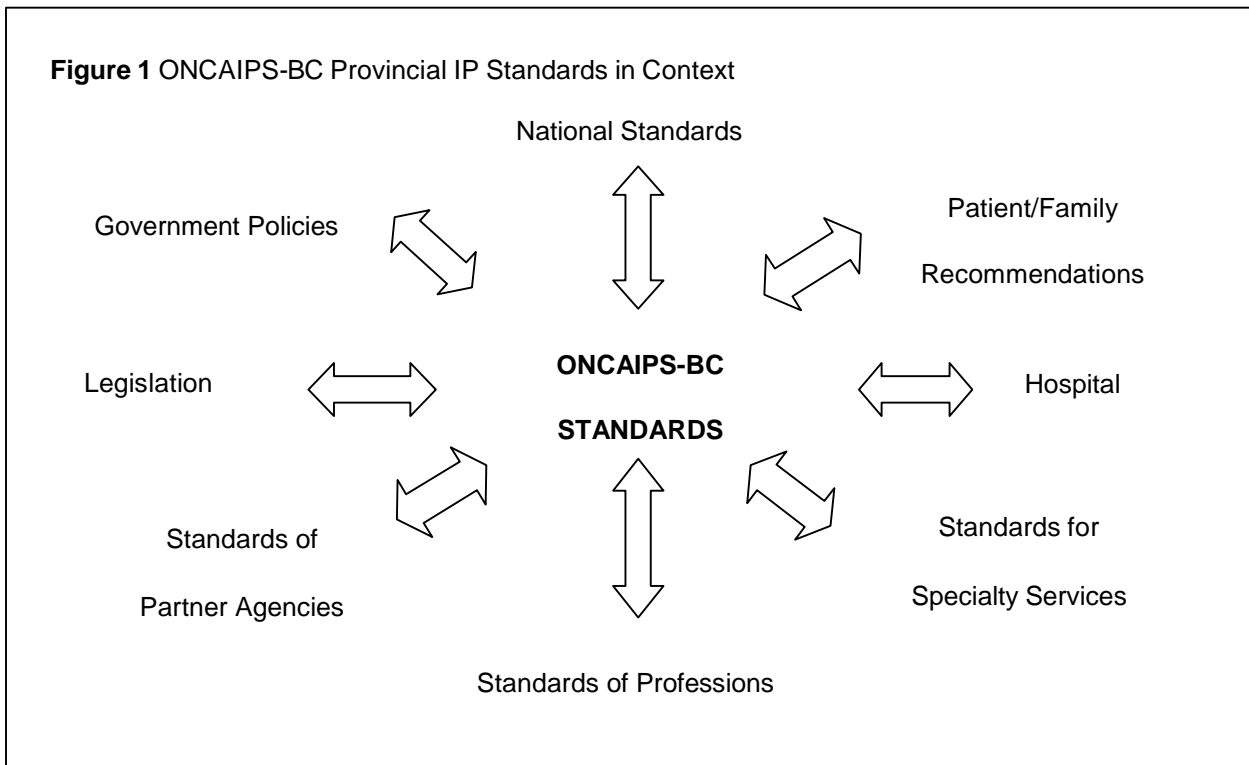 Figure 1 ONCAIPS-BC Provincial IP Standards in Context
National Standards
Government Policies
Patient/Family
Recommendations
Legislation
ONCAIPS-BC
STANDARDS
Hospital
Standards of
Partner Agencies
Standards for
Specialty Services
Standards of Professions